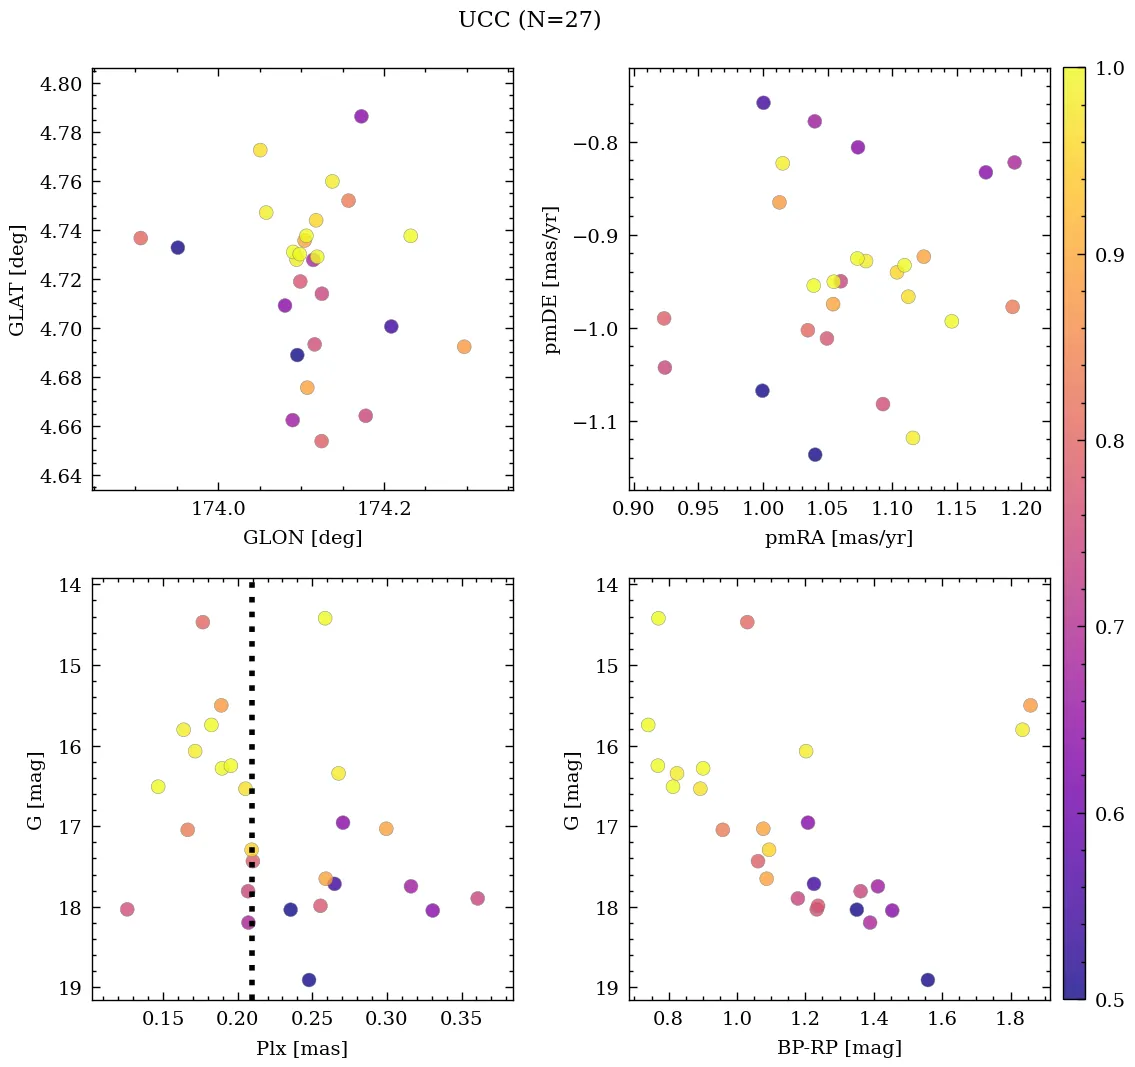 UCC (N=27)
4.80
4.78
4.76
4.74
4.72
4.70
4.68
4.66
4.64
GLAT [deg]
174.0 174.2
GLON [deg]
−0.8
−0.9
−1.0
−1.1
pmDE [mas/yr]
0.90 0.95 1.00 1.05 1.10 1.15 1.20
pmRA [mas/yr]
1.0
0.9
0.8
0.7
0.6
0.5
14
15
16
17
18
19
G [mag]
0.15 0.20 0.25 0.30 0.35
Plx [mas]
14
15
16
17
18
19
G [mag]
0.8 1.0 1.2 1.4 1.6 1.8
BP-RP [mag]